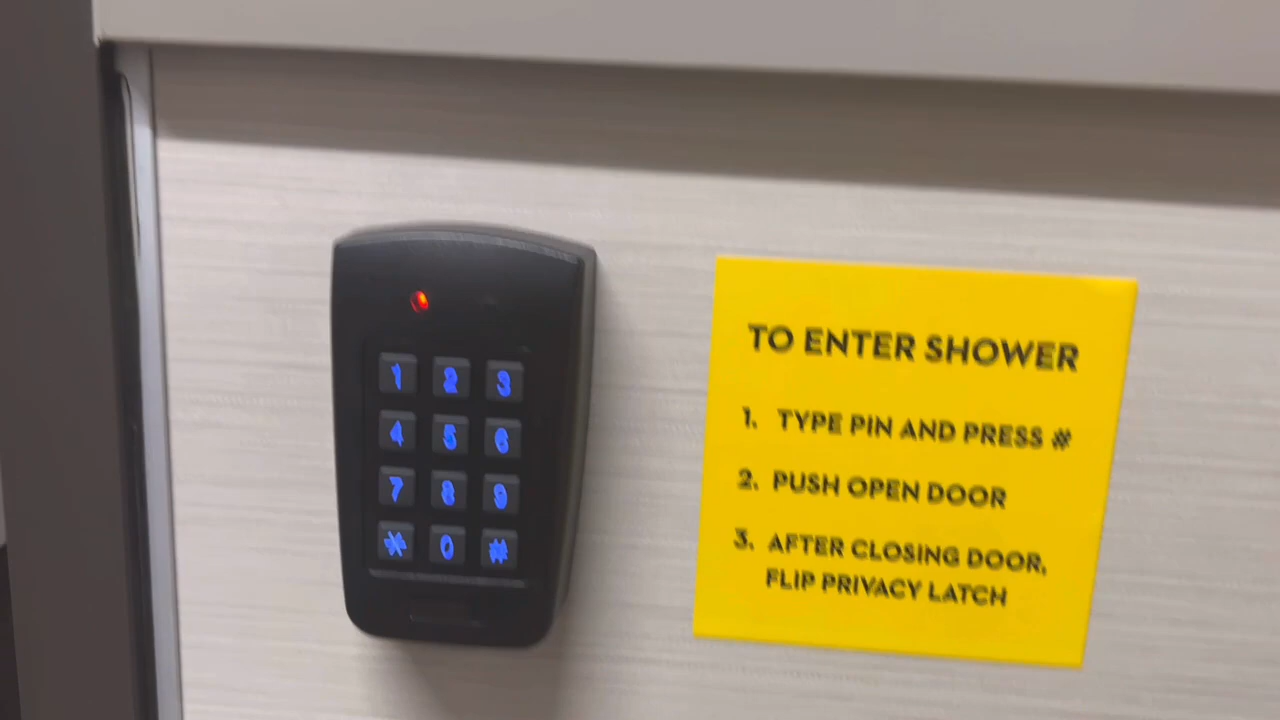 1 2 3
4 5 6
7 8 9
* 0 #
TO ENTER SHOWER
1. TYPE PIN AND PRESS #
2. PUSH OPEN DOOR
3. AFTER CLOSING DOOR,
FLIP PRIVACY LATCH